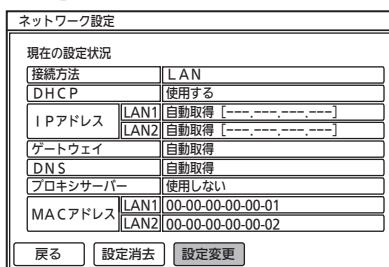 ネットワーク設定
現在の設定状況
接続方法 LAN
DHCP 使用する
IPアドレス LAN1 自動取得 [---.---.---.---]
LAN2 自動取得 [---.---.---.---]
ゲートウェイ 自動取得
DNS 自動取得
プロキシサーバー 使用しない
MACアドレス LAN1 00-00-00-00-00-01
LAN2 00-00-00-00-00-02
戻る 設定消去 設定変更